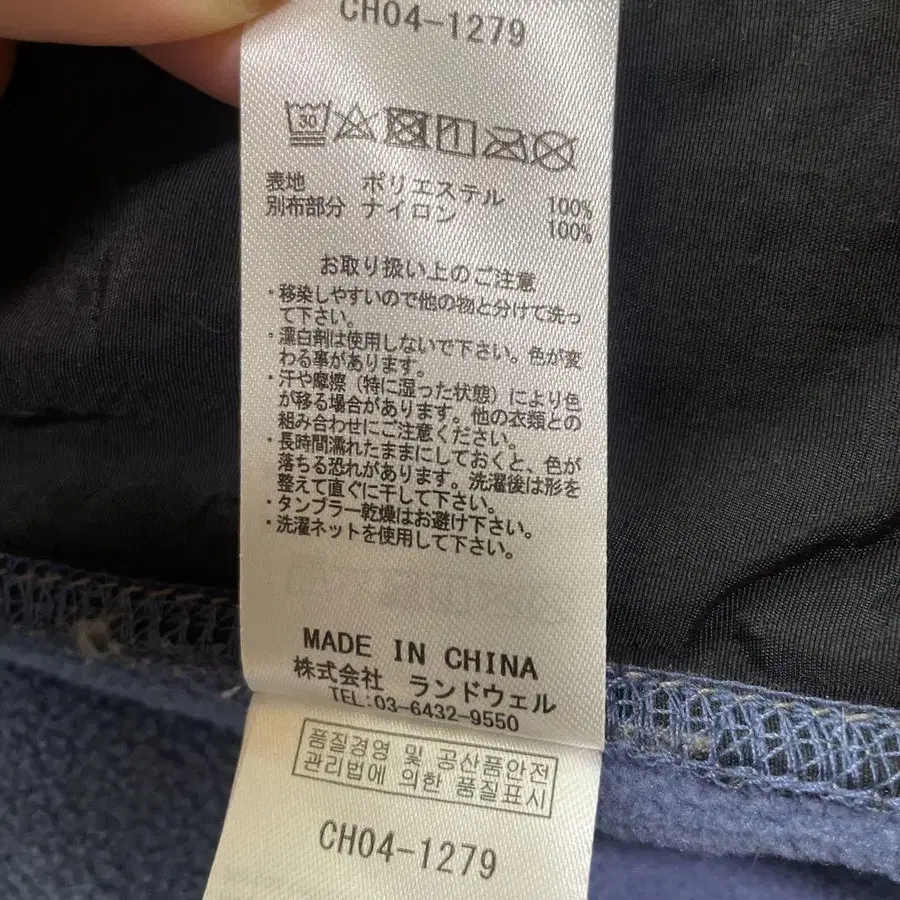 CH04-1279
30
表地 ポリエステル 100%
別布部分 ナイロン 100%
お取り扱い上のご注意
・移染しやすいので他の物と分けて洗っ
て下さい。
・漂白剤は使用しないで下さい。色が変
わる事があります。
・汗や摩擦（特に湿った状態）により色
が移る場合があります。他の衣類との
組み合わせにご注意ください。
・長時間濡れたままにしておくと、色が
落ちる恐れがあります。洗濯後は形を
整えて直ぐに干して下さい。
・タンブラー乾燥はお避け下さい。
・洗濯ネットを使用して下さい。
MADE IN CHINA
株式会社 ランドウェル
TEL:03-6432-9550
품질경영 및 공산품안전
관리법에 의한 품질표시
CH04-1279